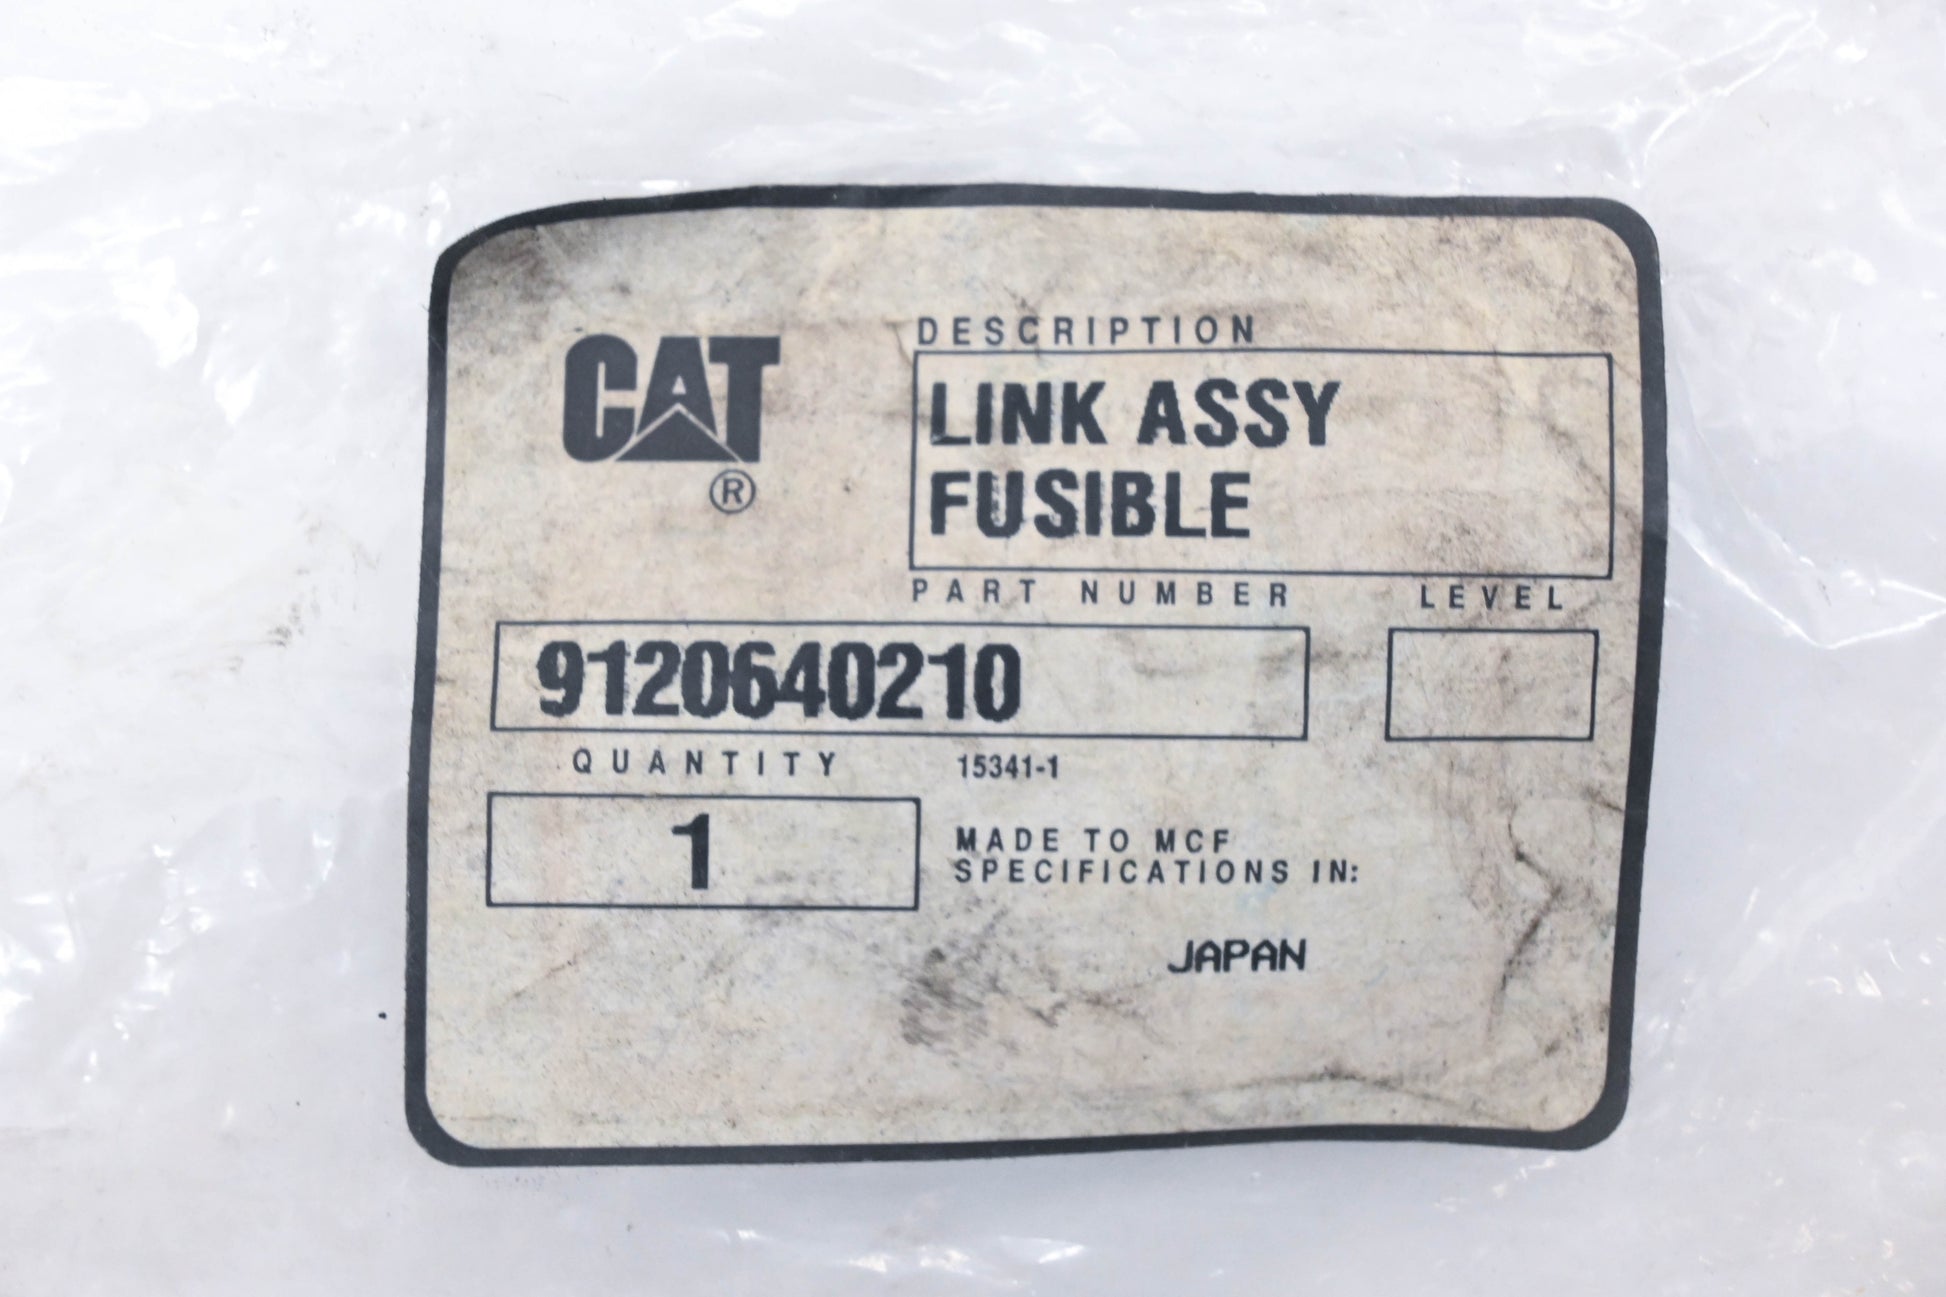 CAT
®
DESCRIPTION
LINK ASSY
FUSIBLE
PART NUMBER LEVEL
9120640210
QUANTITY 15341-1
1
MADE TO MCF
SPECIFICATIONS IN:
JAPAN